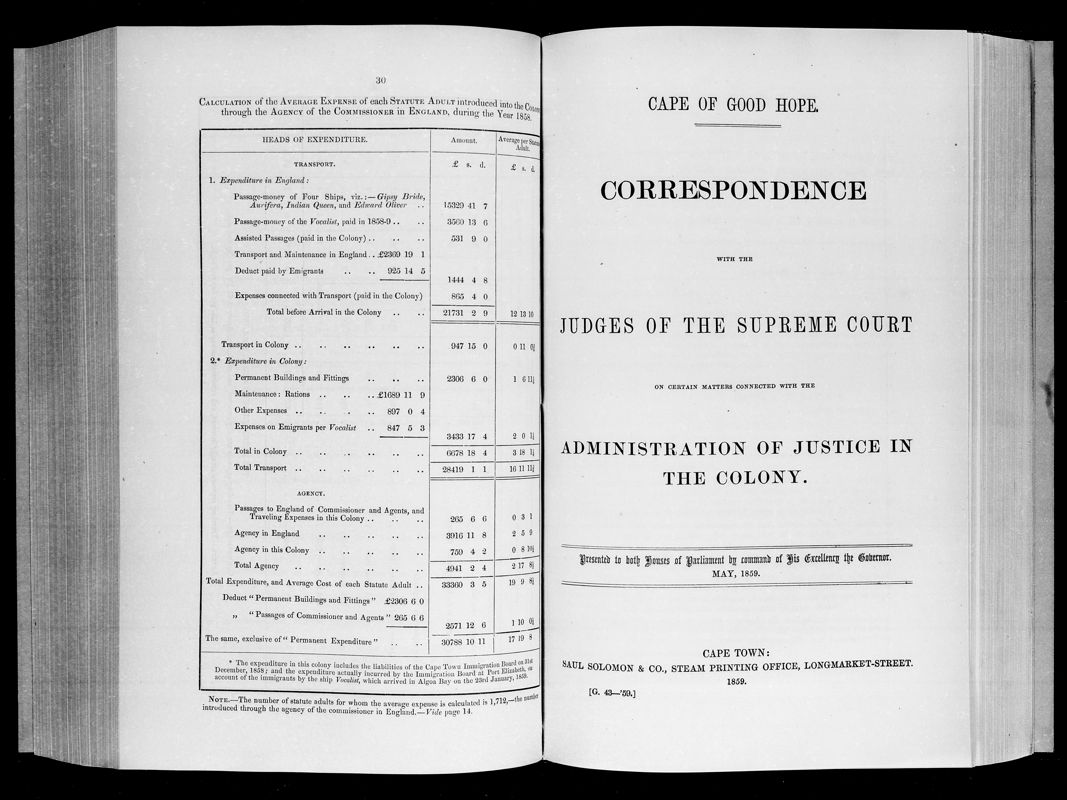 30
CALCULATION of the AVERAGE EXPENSE of each STATUTE ADULT introduced into the
through the AGENCY of the COMMISSIONER in ENGLAND, during the Year 1858.
HEADS OF EXPENDITURE. Amount. Average per Adult.
TRANSPORT. £ s. d. £ s. d.
1. Expenditure in England:
Passage-money of Four Ships, viz.:—Gipsy Bride,
Aurifera, Indian Queen, and Edward Oliver .. 15329 41 7
Passage-money of the Vocalist, paid in 1858-9 .. .. 3560 13 6
Assisted Passages (paid in the Colony) .. .. .. 531 9 0
Transport and Maintenance in England .. £2369 19 1
Deduct paid by Emigrants .. .. 925 14 5
1444 4 8
Expenses connected with Transport (paid in the Colony) 865 4 0
Total before Arrival in the Colony .. .. 21731 2 9 12 13 10
Transport in Colony .. .. .. .. .. .. 947 15 0 0 11 0¾
2.* Expenditure in Colony:
Permanent Buildings and Fittings .. .. .. 2306 6 0 1 6 11¼
Maintenance: Rations .. .. .. £1689 11 9
Other Expenses .. .. .. .. 897 0 4
Expenses on Emigrants per Vocalist .. 847 5 3
3433 17 4 2 0 1¼
Total in Colony .. .. .. .. .. .. 6678 18 4 3 18 1¼
Total Transport .. .. .. .. .. .. 28419 1 1 16 11 11¾
AGENCY.
Passages to England of Commissioner and Agents, and
Traveling Expenses in this Colony .. .. .. 265 6 6 0 3 1
Agency in England .. .. .. .. .. 3916 11 8 2 5 9
Agency in this Colony .. .. .. .. .. 759 4 2 0 8 10½
Total Agency .. .. .. .. .. .. 4941 2 4 2 17 8½
Total Expenditure, and Average Cost of each Statute Adult .. 33360 3 5 19 9 8½
Deduct "Permanent Buildings and Fittings" £2306 6 0
„ "Passages of Commissioner and Agents" 265 6 6
2571 12 6 1 10 0½
The same, exclusive of "Permanent Expenditure" .. .. 30788 10 11 17 19 8
* The expenditure in this colony includes the liabilities of the Cape Town Immigration Board on 31st
December, 1858; and the expenditure actually incurred by the Immigration Board at Port Elizabeth, on
account of the immigrants by the ship Vocalist, which arrived in Algoa Bay on the 23rd January, 1859.
NOTE.—The number of statute adults for whom the average expense is calculated is 1,712,—the number
introduced through the agency of the commissioner in England.—Vide page 14.
CAPE OF GOOD HOPE.
CORRESPONDENCE
WITH THE
JUDGES OF THE SUPREME COURT
ON CERTAIN MATTERS CONNECTED WITH THE
ADMINISTRATION OF JUSTICE IN
THE COLONY.
Presented to both Houses of Parliament by command of His Excellency the Governor.
MAY, 1859.
CAPE TOWN:
SAUL SOLOMON & CO., STEAM PRINTING OFFICE, LONGMARKET-STREET.
1859.
[G. 43—'59.]